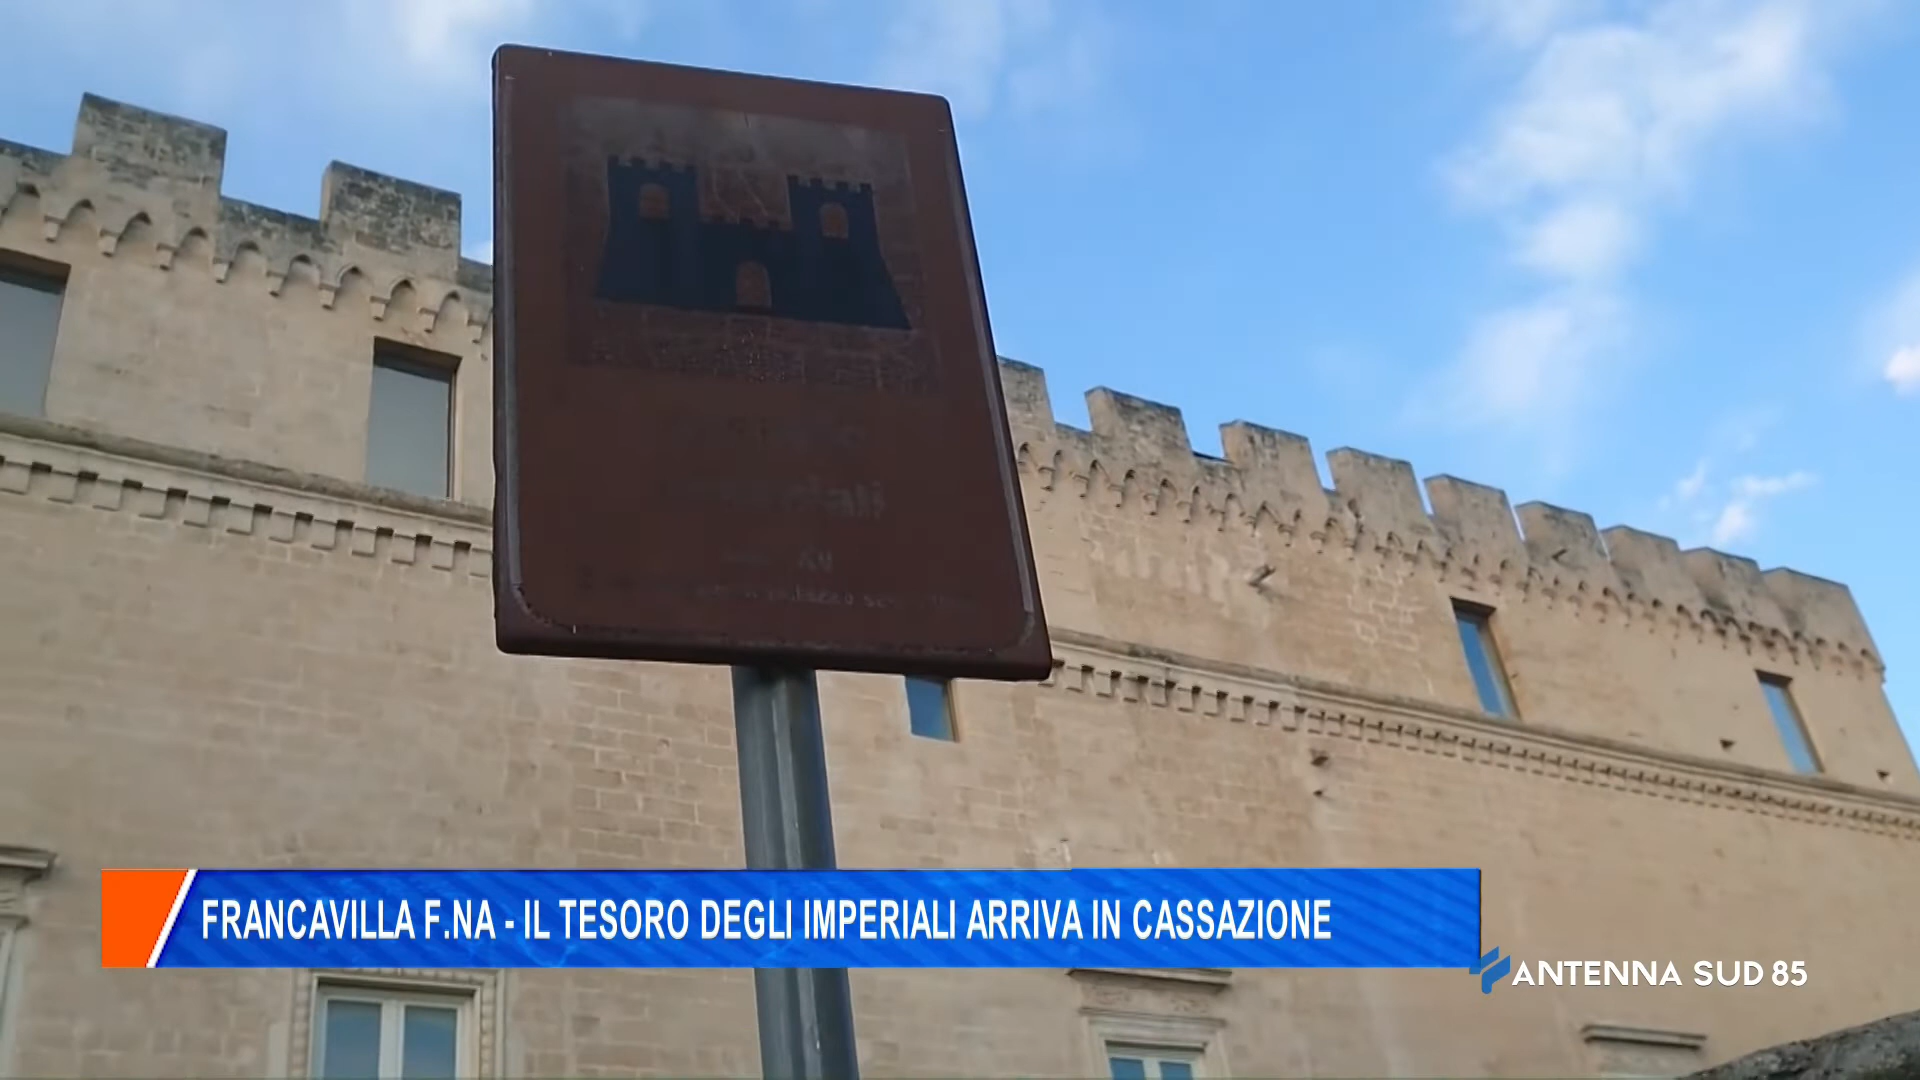 FRANCAVILLA F.NA - IL TESORO DEGLI IMPERIALI ARRIVA IN CASSAZIONE
ANTENNA SUD 85